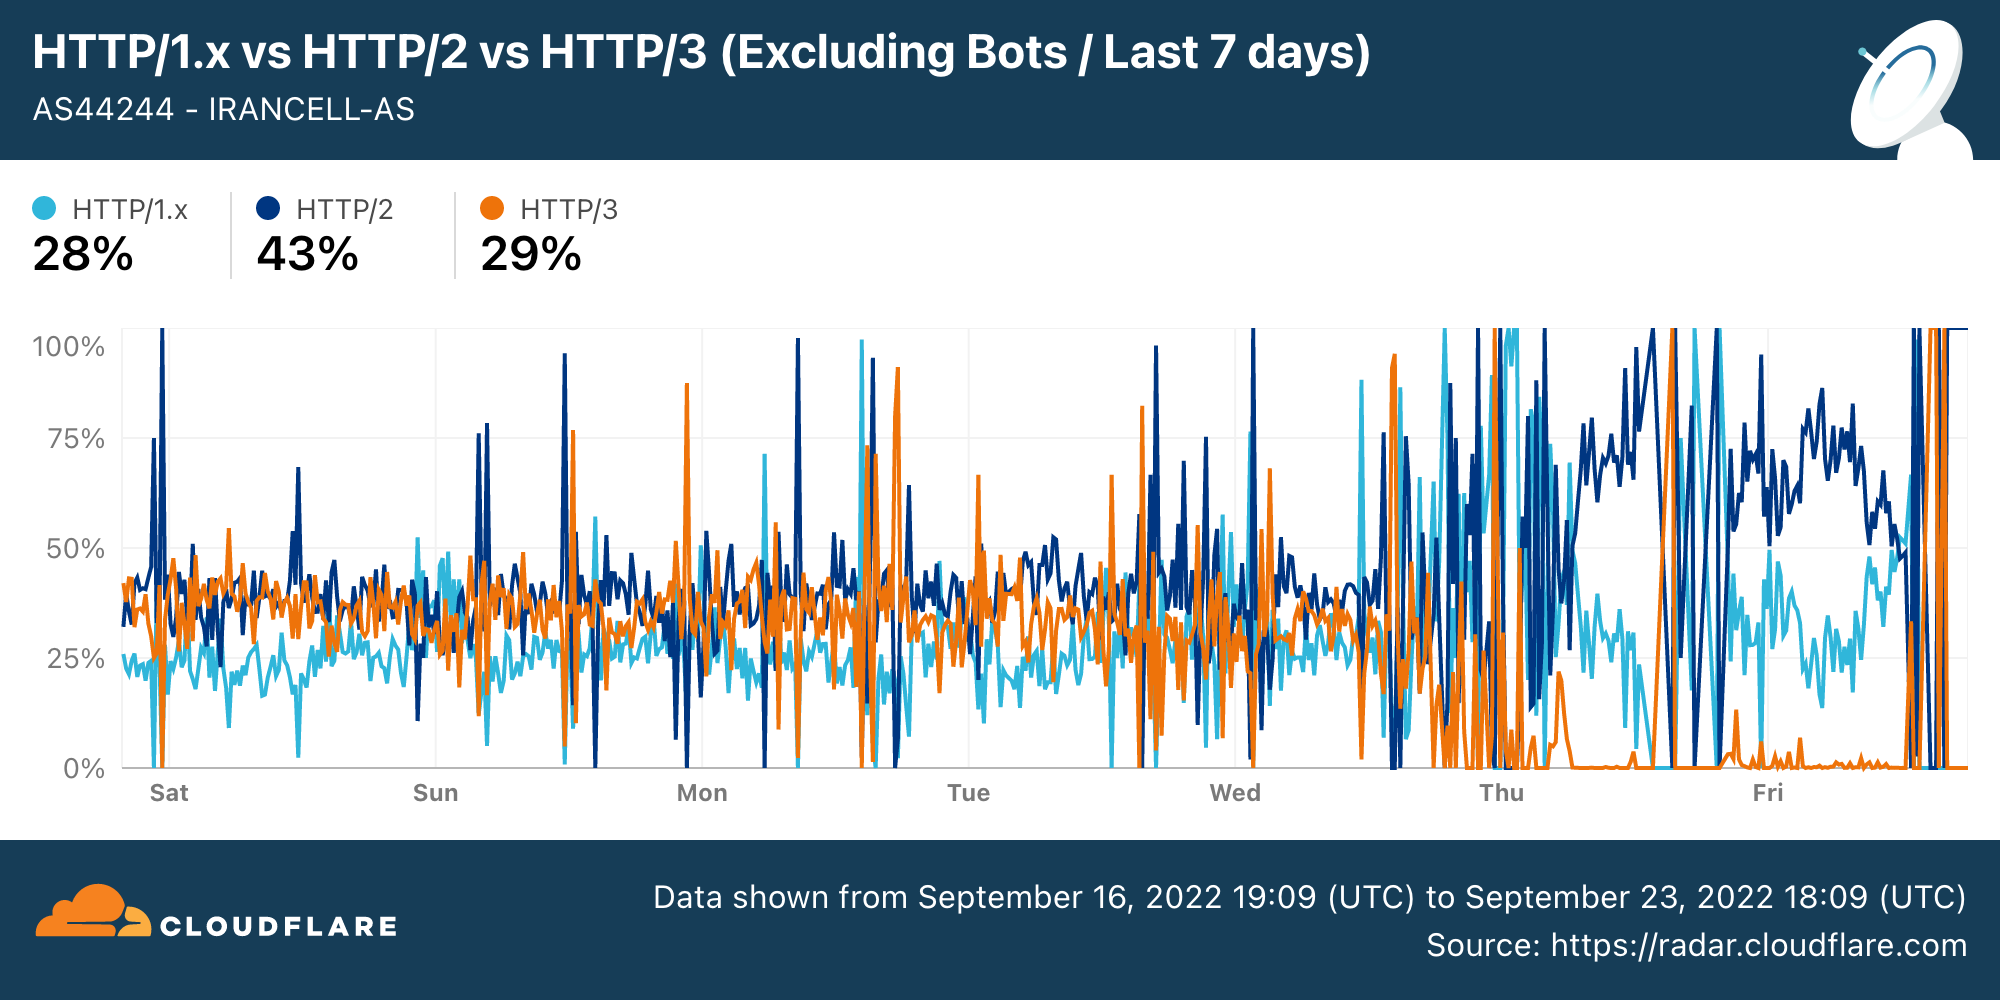 HTTP/1.x vs HTTP/2 vs HTTP/3 (Excluding Bots / Last 7 days)
AS44244 - IRANCELL-AS
HTTP/1.x
HTTP/2
HTTP/3
28%
43%
29%
100%
75%
50%
25%
0%
Sat
Sun
Mon
Tue
Wed
Thu
Fri
CLOUDFLARE
Data shown from September 16, 2022 19:09 (UTC) to September 23, 2022 18:09 (UTC)
Source: https://radar.cloudflare.com